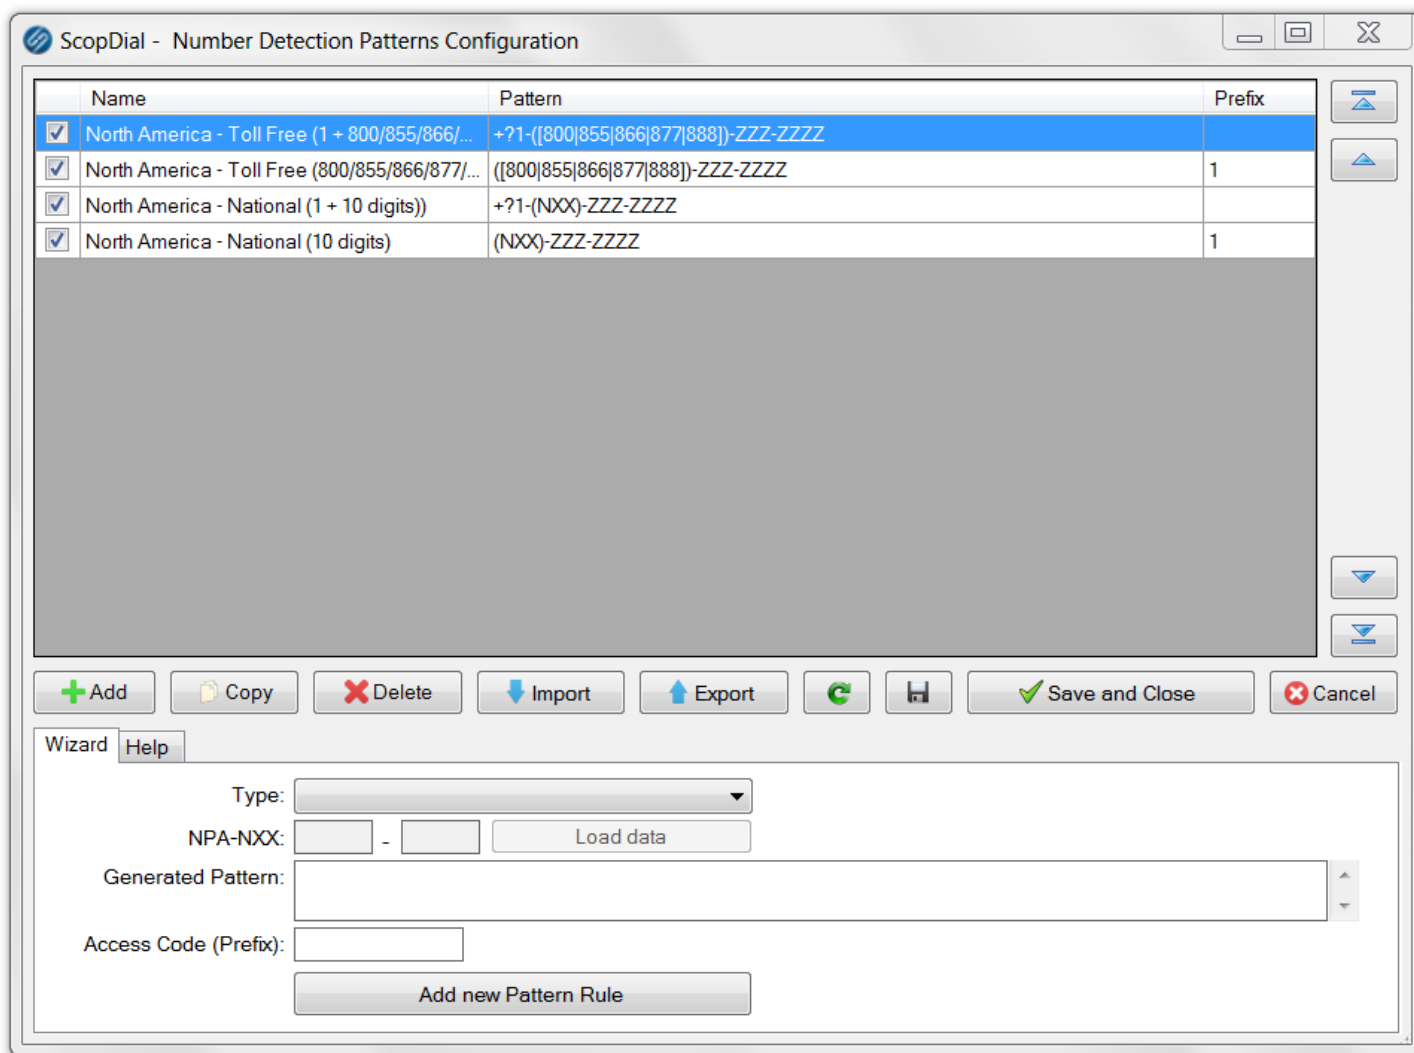 ScopDial - Number Detection Patterns Configuration
Name Pattern Prefix
North America - Toll Free (1 + 800/855/866/... +?1-([800|855|866|877|888])-ZZZ-ZZZZ
North America - Toll Free (800/855/866/877/... ([800|855|866|877|888])-ZZZ-ZZZZ 1
North America - National (1 + 10 digits)) +?1-(NXX)-ZZZ-ZZZZ
North America - National (10 digits) (NXX)-ZZZ-ZZZZ 1
Add Copy Delete Import Export Save and Close Cancel
Wizard Help
Type:
NPA-NXX: - Load data
Generated Pattern:
Access Code (Prefix):
Add new Pattern Rule